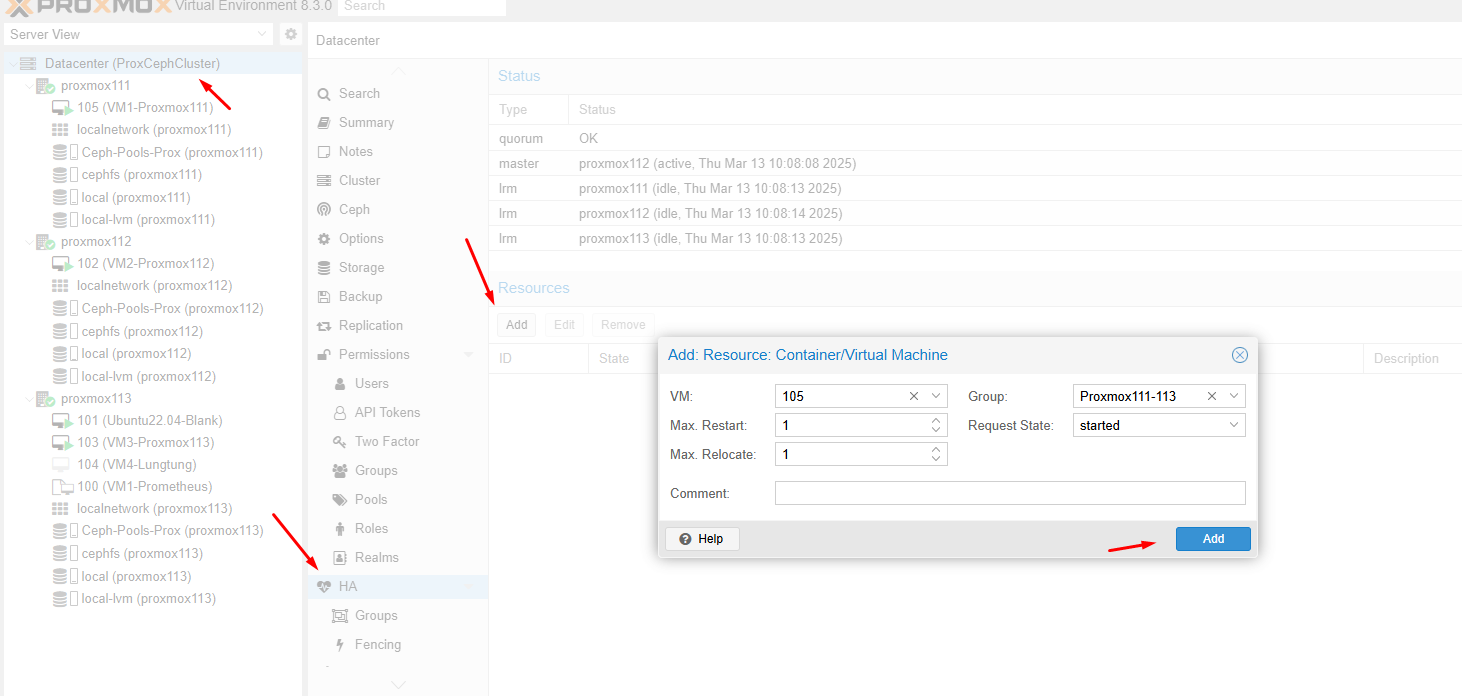 PROXMOX Virtual Environment 8.3.0 Search
Server View
Datacenter (ProxCephCluster)
proxmox111
105 (VM1-Proxmox111)
localnetwork (proxmox111)
Ceph-Pools-Prox (proxmox111)
cephfs (proxmox111)
local (proxmox111)
local-lvm (proxmox111)
proxmox112
102 (VM2-Proxmox112)
localnetwork (proxmox112)
Ceph-Pools-Prox (proxmox112)
cephfs (proxmox112)
local (proxmox112)
local-lvm (proxmox112)
proxmox113
101 (Ubuntu22.04-Blank)
103 (VM3-Proxmox113)
104 (VM4-Lungtung)
100 (VM1-Prometheus)
localnetwork (proxmox113)
Ceph-Pools-Prox (proxmox113)
cephfs (proxmox113)
local (proxmox113)
local-lvm (proxmox113)
Datacenter
Search
Summary
Notes
Cluster
Ceph
Options
Storage
Backup
Replication
Permissions
Users
API Tokens
Two Factor
Groups
Pools
Roles
Realms
HA
Groups
Fencing
Status
Type Status
quorum OK
master proxmox112 (active, Thu Mar 13 10:08:08 2025)
lrm proxmox111 (idle, Thu Mar 13 10:08:13 2025)
lrm proxmox112 (idle, Thu Mar 13 10:08:14 2025)
lrm proxmox113 (idle, Thu Mar 13 10:08:13 2025)
Resources
Add Edit Remove
ID State Description
Add: Resource: Container/Virtual Machine
VM: 105 Group: Proxmox111-113
Max. Restart: 1 Request State: started
Max. Relocate: 1
Comment:
Help Add